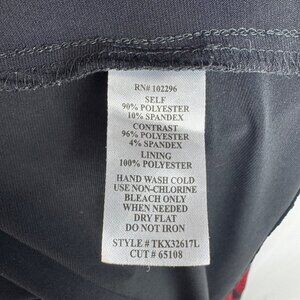 RN# 102296
SELF
90% POLYESTER
10% SPANDEX
CONTRAST
96% POLYESTER
4% SPANDEX
LINING
100% POLYESTER
HAND WASH COLD
USE NON-CHLORINE
BLEACH ONLY
WHEN NEEDED
DRY FLAT
DO NOT IRON
STYLE # TKX32617L
CUT # 65108